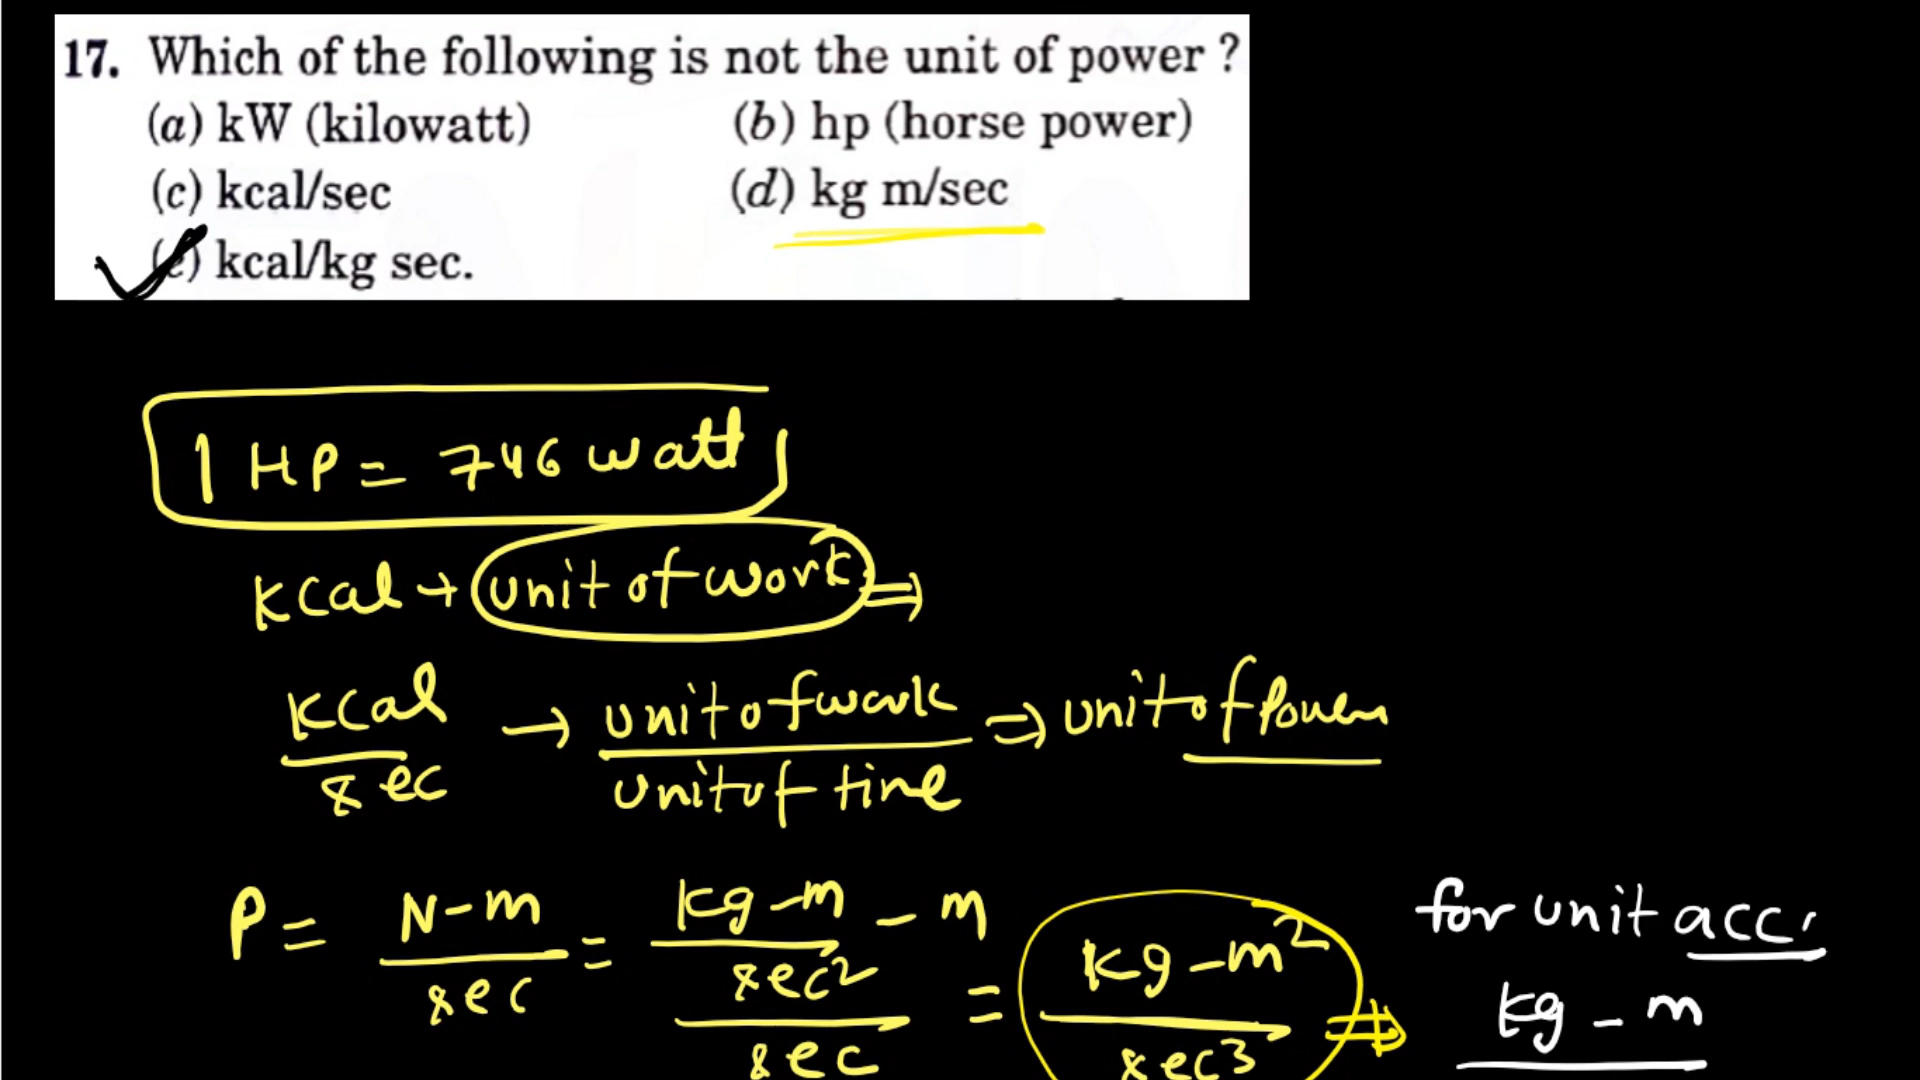 17. Which of the following is not the unit of power ?
(a) kW (kilowatt) (b) hp (horse power)
(c) kcal/sec (d) kg m/sec
(e) kcal/kg sec.
1 HP = 746 watt
Kcal → unit of work ⇒
Kcal/sec → unit of work/unit of time ⇒ unit of Power
P = N-m/sec = kg-m/sec2 - m/sec = kg-m²/sec3 ⇒
for unit acc.
kg - m